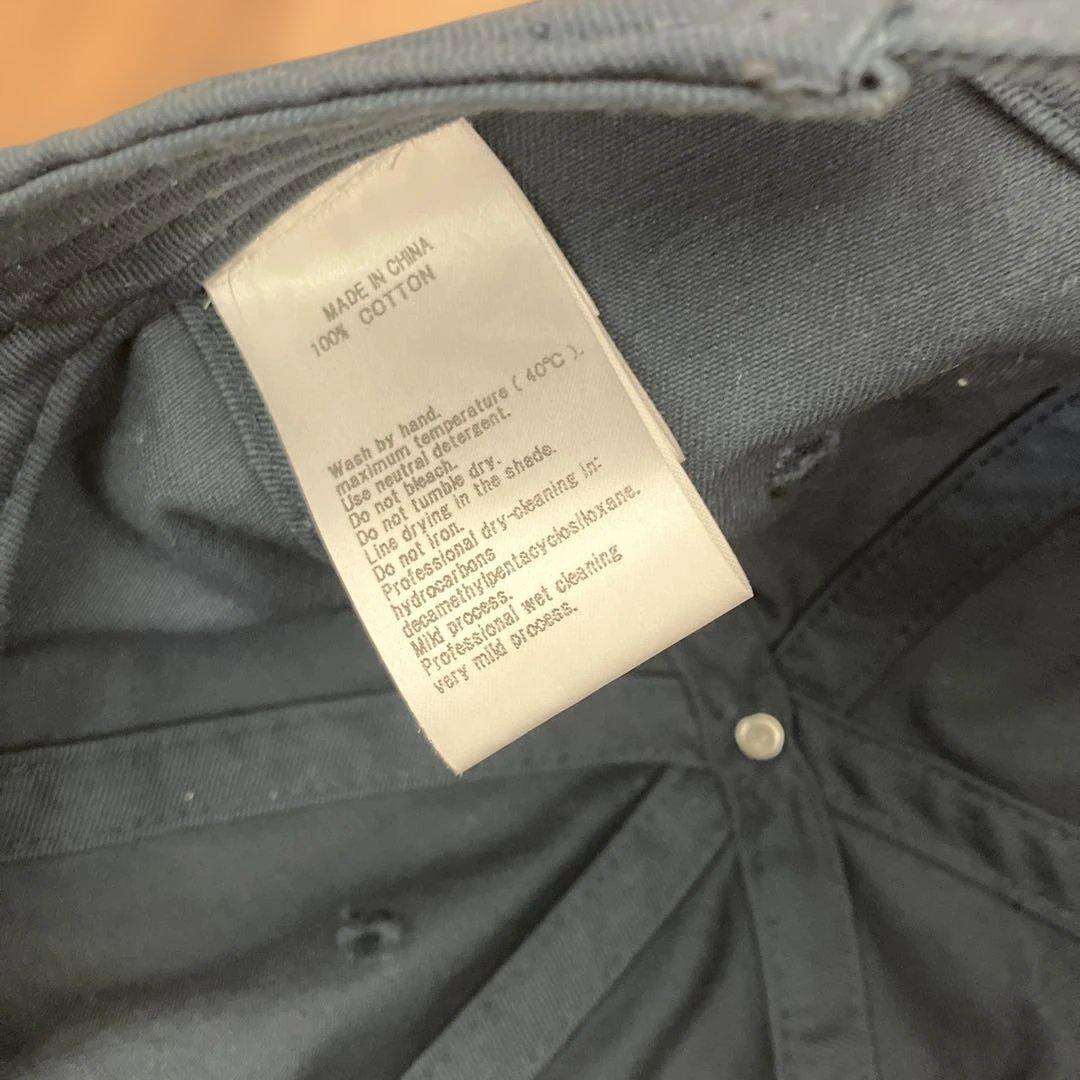 MADE IN CHINA
100% COTTON
Wash by hand.
maximum temperature ( 40℃ ).
Use neutral detergent.
Do not bleach.
Do not tumble dry.
Line drying in the shade.
Do not iron.
Professional dry-cleaning in:
hydrocarbons
decamethylpentacyclosiloxane.
Mild process.
Professional wet cleaning
very mild process.